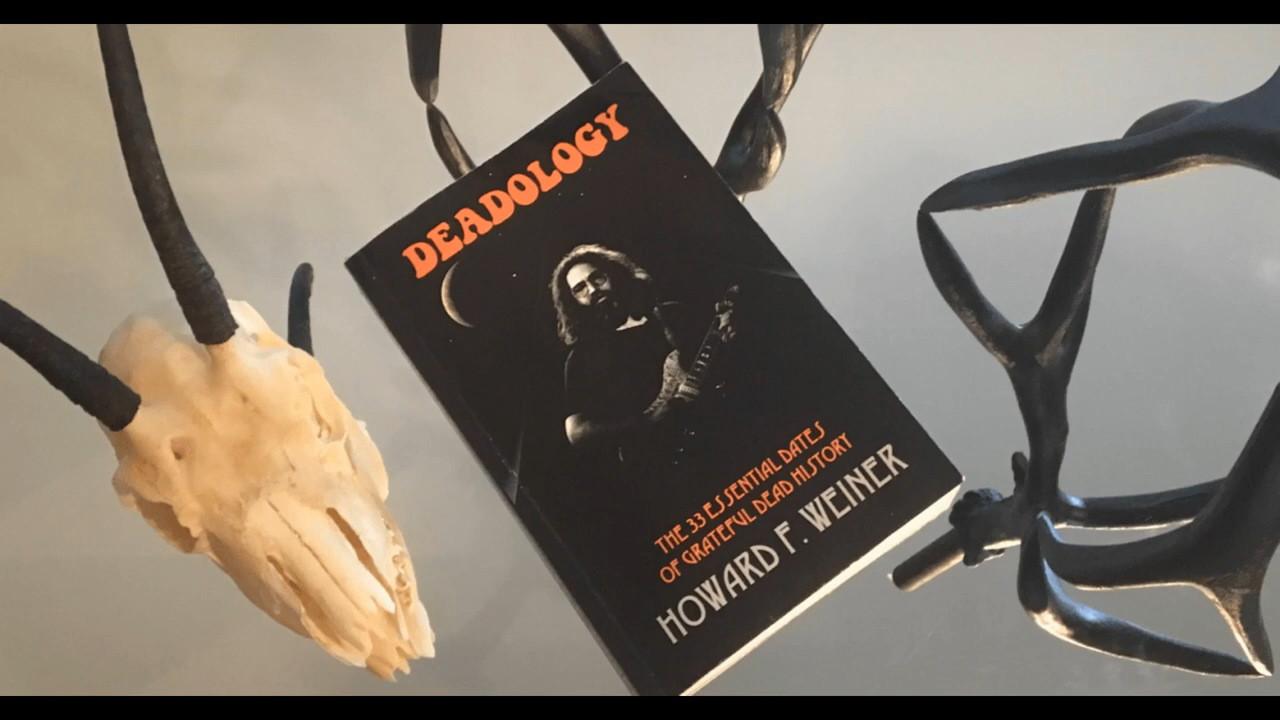 DEADOLOGY
THE 33 ESSENTIAL DATES
OF GRATEFUL DEAD HISTORY
HOWARD F. WEINER